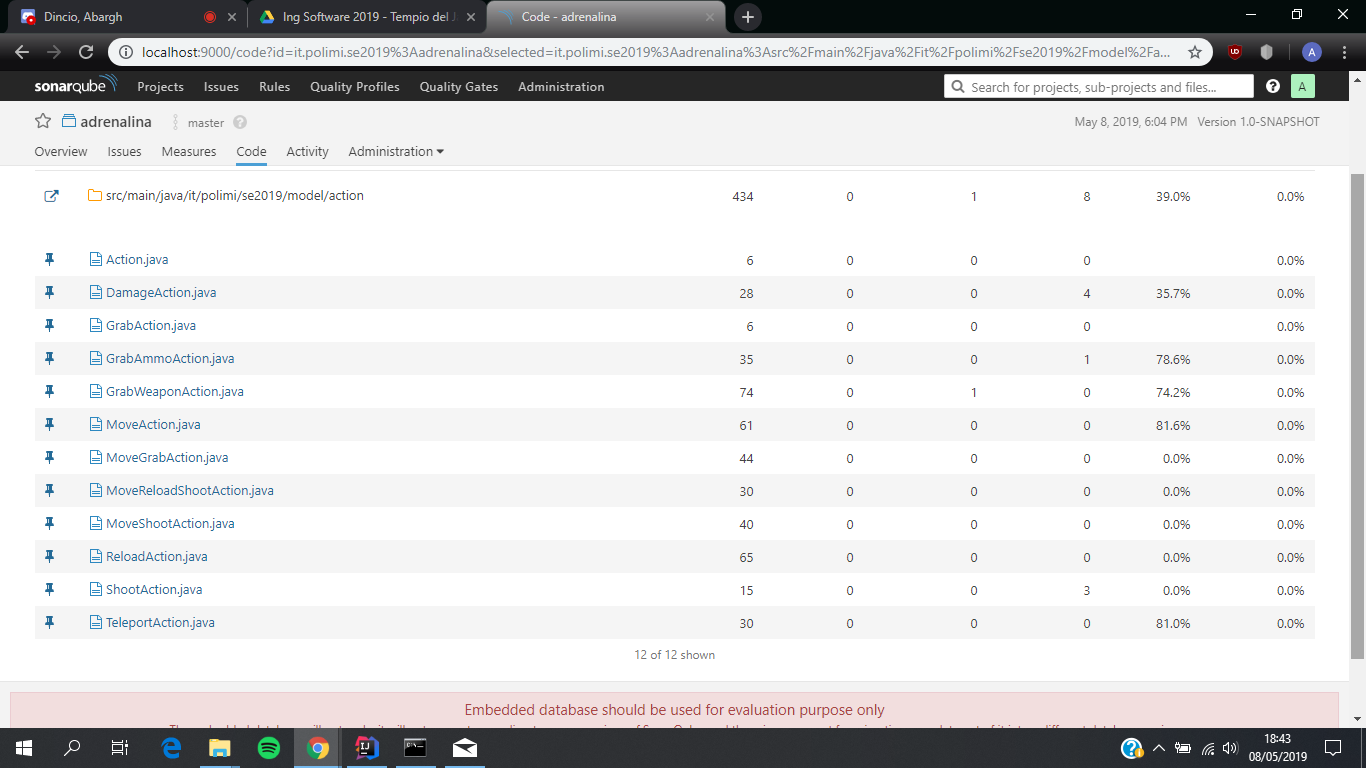 Dincio, Abargh
Ing Software 2019 - Tempio del J
Code - adrenalina
localhost:9000/code?id=it.polimi.se2019%3Aadrenalina&selected=it.polimi.se2019%3Aadrenalina%3Asrc%2Fmain%2Fjava%2Fit%2Fpolimi%2Fse2019%2Fmodel%2Fa...
A
sonarqube Projects Issues Rules Quality Profiles Quality Gates Administration Search for projects, sub-projects and files... ? A
adrenalina master ? May 8, 2019, 6:04 PM Version 1.0-SNAPSHOT
Overview Issues Measures Code Activity Administration
src/main/java/it/polimi/se2019/model/action 434 0 1 8 39.0% 0.0%
Action.java 6 0 0 0 0.0%
DamageAction.java 28 0 0 4 35.7% 0.0%
GrabAction.java 6 0 0 0 0.0%
GrabAmmoAction.java 35 0 0 1 78.6% 0.0%
GrabWeaponAction.java 74 0 1 0 74.2% 0.0%
MoveAction.java 61 0 0 0 81.6% 0.0%
MoveGrabAction.java 44 0 0 0 0.0% 0.0%
MoveReloadShootAction.java 30 0 0 0 0.0% 0.0%
MoveShootAction.java 40 0 0 0 0.0% 0.0%
ReloadAction.java 65 0 0 0 0.0% 0.0%
ShootAction.java 15 0 0 3 0.0% 0.0%
TeleportAction.java 30 0 0 0 81.0% 0.0%
12 of 12 shown
Embedded database should be used for evaluation purpose only
18:43
08/05/2019